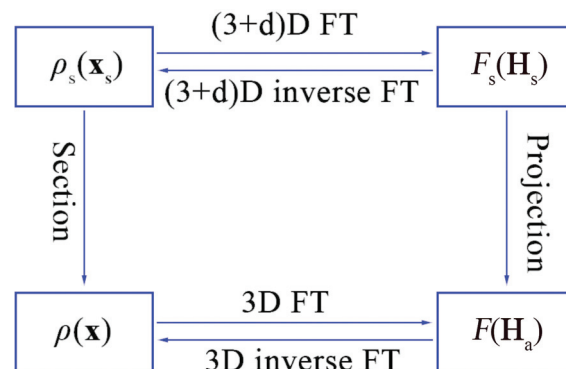 (3+d)D FT
ρₛ(𝐱ₛ)
Fₛ(𝐇ₛ)
(3+d)D inverse FT
Section
Projection
3D FT
ρ(𝐱)
F(𝐇ₐ)
3D inverse FT